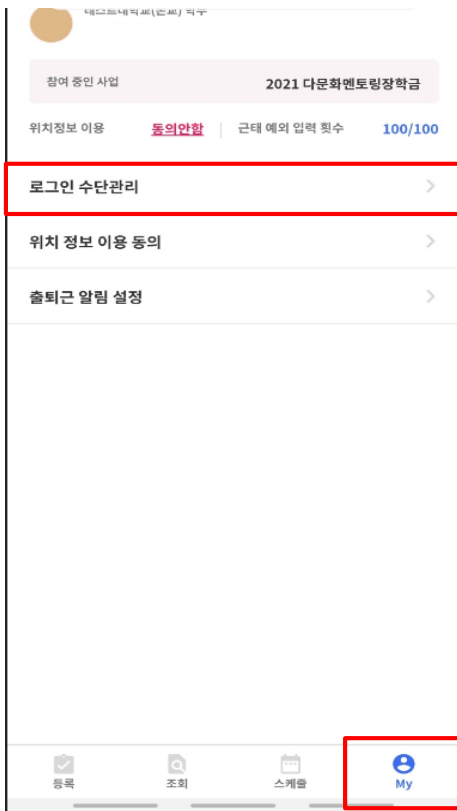 참여 중인 사업 2021 다문화멘토링장학금
위치정보 이용 동의안함 근태 예외 입력 횟수 100/100
로그인 수단관리
위치 정보 이용 동의
출퇴근 알림 설정
등록 조회 스케줄 My